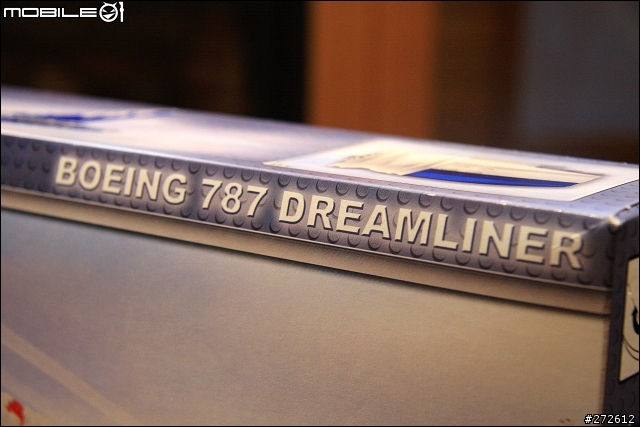 MOBILE01
BOEING 787 DREAMLINER
#272612